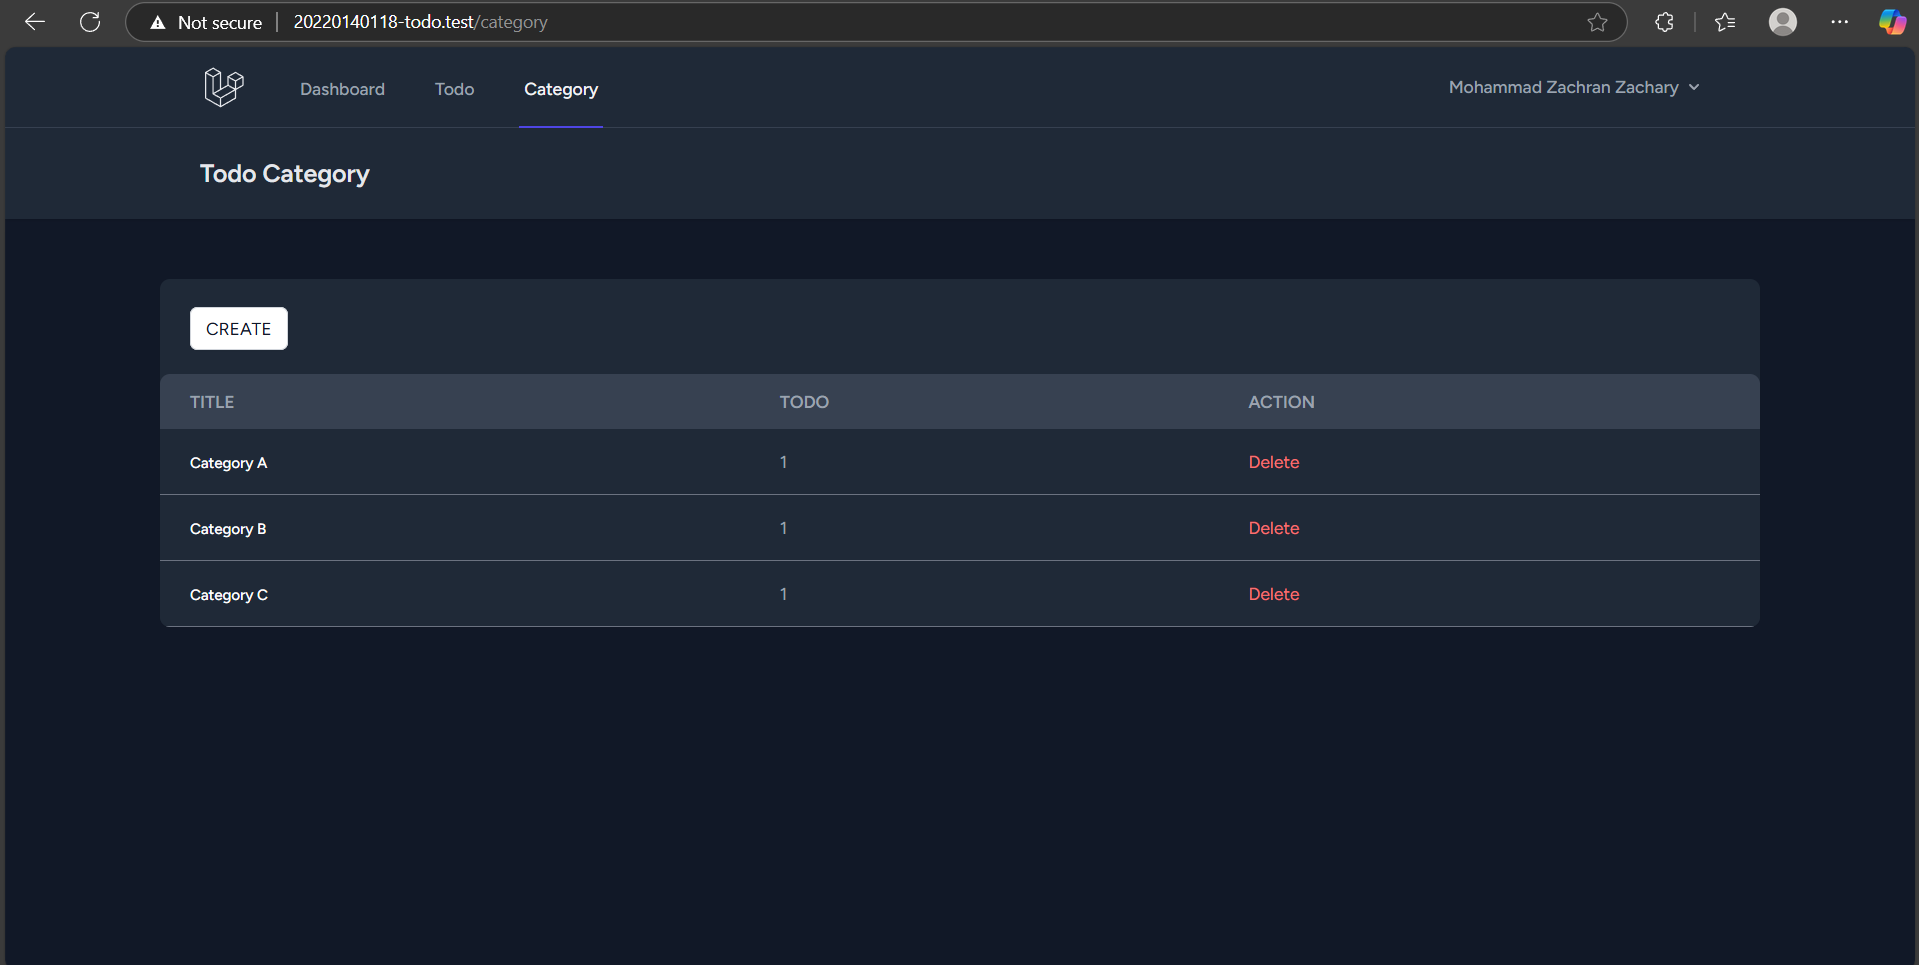 Not secure 20220140118-todo.test/category
Dashboard Todo Category Mohammad Zachran Zachary
Todo Category
CREATE
TITLE TODO ACTION
Category A 1 Delete
Category B 1 Delete
Category C 1 Delete